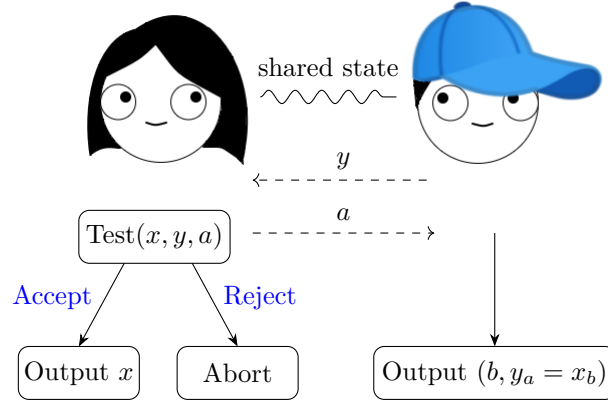 shared state
y
a
Test(x, y, a)
Accept
Reject
Output x
Abort
Output (b, y_a = x_b)